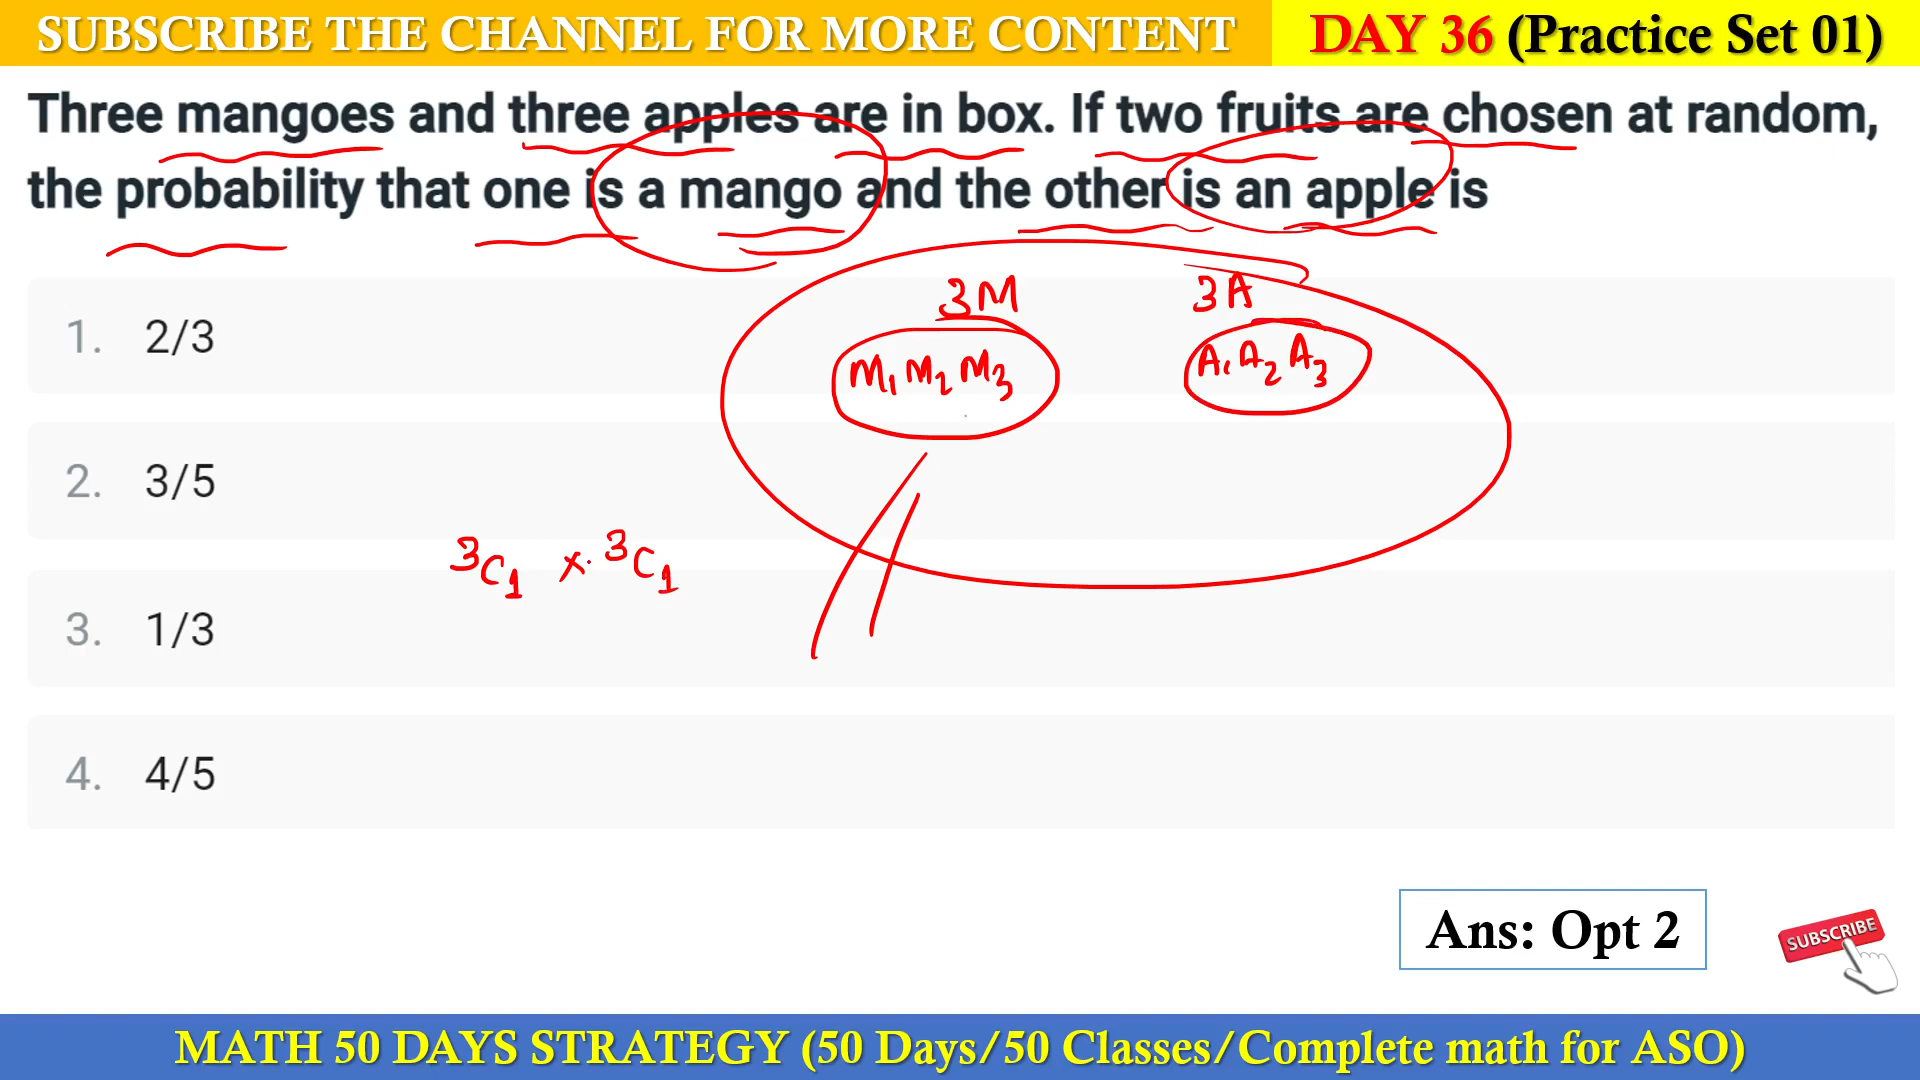 SUBSCRIBE THE CHANNEL FOR MORE CONTENT
DAY 36 (Practice Set 01)
Three mangoes and three apples are in box. If two fruits are chosen at random,
the probability that one is a mango and the other is an apple is
3M 3A
M1 M2 M3 A1 A2 A3
1. 2/3
2. 3/5
³C₁ × ³C₁
3. 1/3
4. 4/5
Ans: Opt 2
SUBSCRIBE
MATH 50 DAYS STRATEGY (50 Days/50 Classes/Complete math for ASO)